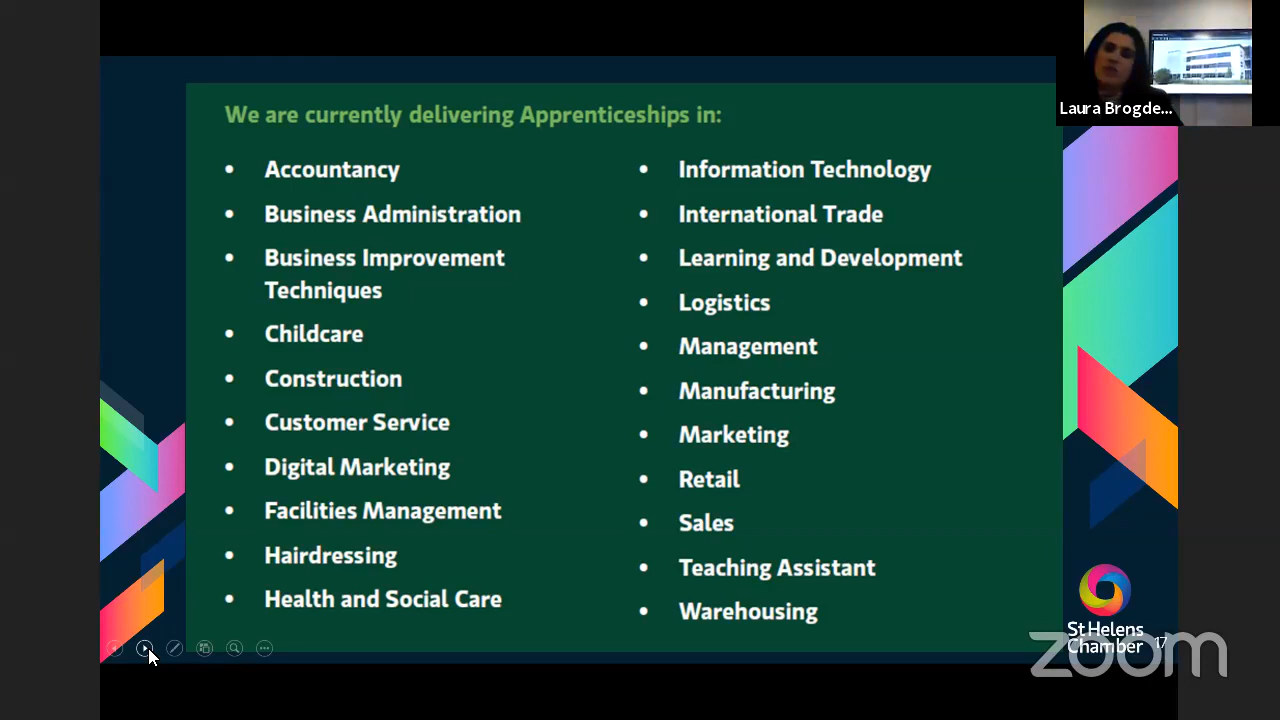 We are currently delivering Apprenticeships in:
• Accountancy
• Business Administration
• Business Improvement
Techniques
• Childcare
• Construction
• Customer Service
• Digital Marketing
• Facilities Management
• Hairdressing
• Health and Social Care
• Information Technology
• International Trade
• Learning and Development
• Logistics
• Management
• Manufacturing
• Marketing
• Retail
• Sales
• Teaching Assistant
• Warehousing
Laura Brogde...
St Helens
Chamber
17
zoom